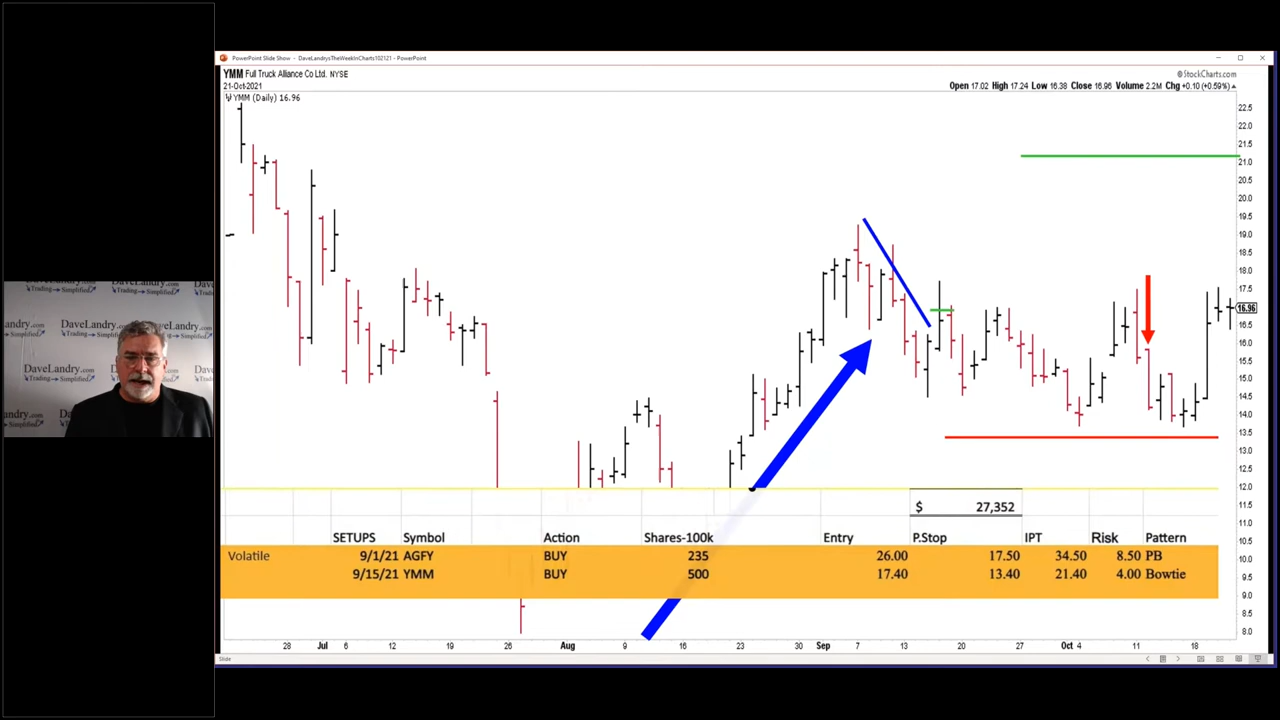 PowerPoint Slide Show - DaveLandrysTheWeekInCharts102121 - PowerPoint
YMM Full Truck Alliance Co Ltd. NYSE
© StockCharts.com
21-Oct-2021
Open 17.02 High 17.24 Low 16.38 Close 16.96 Volume 2.2M Chg +0.10 (+0.59%)
YMM (Daily) 16.96
22.5
22.0
21.5
21.0
20.5
20.0
19.5
19.0
18.5
18.0
17.5
16.96
16.5
16.0
15.5
15.0
14.5
14.0
13.5
13.0
12.5
12.0
11.5
11.0
10.5
10.0
9.5
9.0
8.5
8.0
$ 27,352
SETUPS Symbol Action Shares-100k Entry P.Stop IPT Risk Pattern
Volatile 9/1/21 AGFY BUY 235 26.00 17.50 34.50 8.50 PB
9/15/21 YMM BUY 500 17.40 13.40 21.40 4.00 Bowtie
28 Jul 6 12 19 26 Aug 9 16 23 30 Sep 7 13 20 27 Oct 4 11 18
Slide
DaveLandry.com
Trading Simplified
DaveLandry.com
DaveLandry.com
Trading Simplified